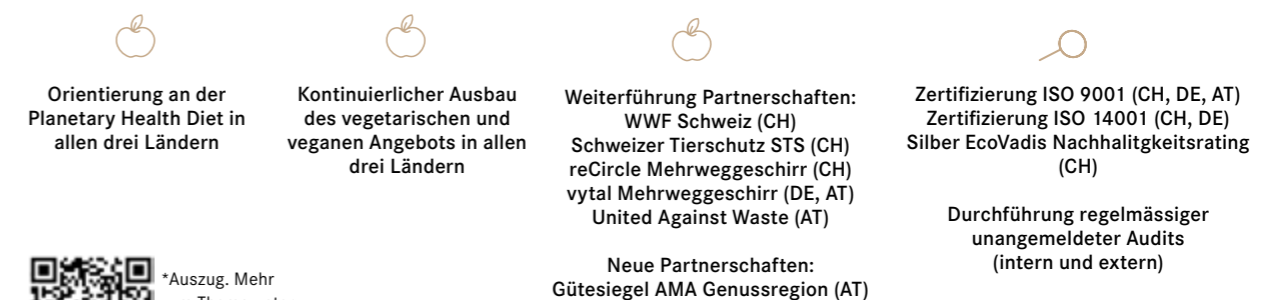 Orientierung an der
Planetary Health Diet in
allen drei Ländern
Kontinuierlicher Ausbau
des vegetarischen und
veganen Angebots in allen
drei Ländern
Weiterführung Partnerschaften:
WWF Schweiz (CH)
Schweizer Tierschutz STS (CH)
reCircle Mehrweggeschirr (CH)
vytal Mehrweggeschirr (DE, AT)
United Against Waste (AT)
Neue Partnerschaften:
Gütesiegel AMA Genussregion (AT)
Zertifizierung ISO 9001 (CH, DE, AT)
Zertifizierung ISO 14001 (CH, DE)
Silber EcoVadis Nachhalitgkeitsrating
(CH)
Durchführung regelmässiger
unangemeldeter Audits
(intern und extern)
*Auszug. Mehr